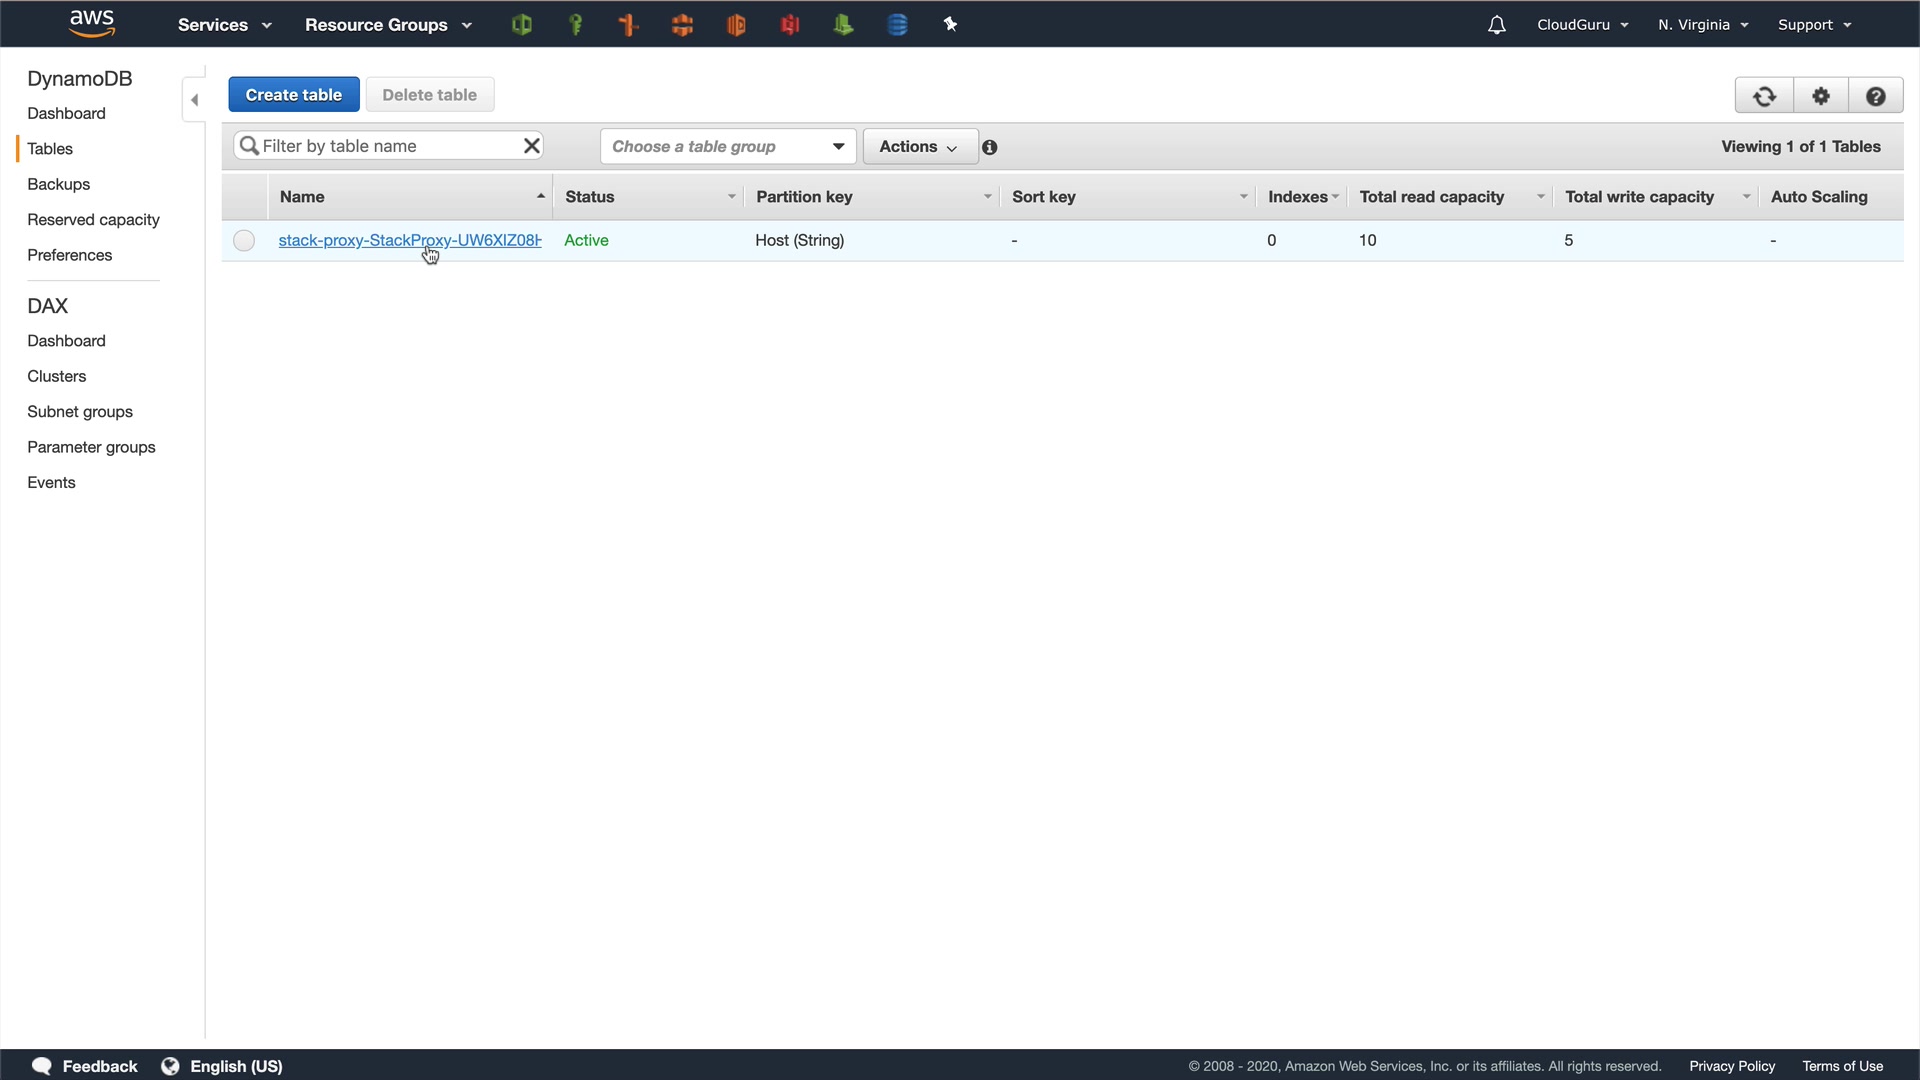 aws Services Resource Groups CloudGuru N. Virginia Support
DynamoDB
Dashboard
Tables
Backups
Reserved capacity
Preferences
DAX
Dashboard
Clusters
Subnet groups
Parameter groups
Events
Create table Delete table
Filter by table name Choose a table group Actions Viewing 1 of 1 Tables
Name Status Partition key Sort key Indexes Total read capacity Total write capacity Auto Scaling
stack-proxy-StackProxy-UW6XIZ08H Active Host (String) - 0 10 5 -
Feedback English (US) © 2008 - 2020, Amazon Web Services, Inc. or its affiliates. All rights reserved. Privacy Policy Terms of Use